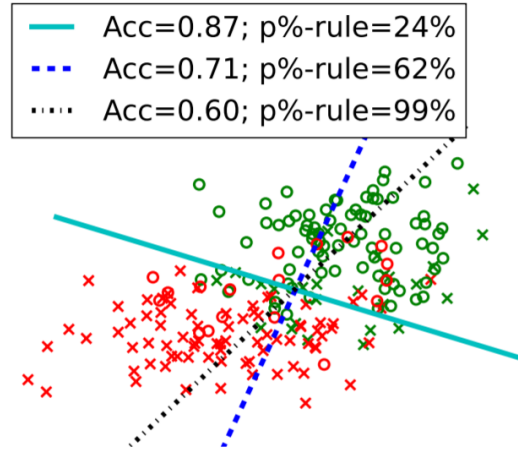 Acc=0.87; p%-rule=24%
Acc=0.71; p%-rule=62%
Acc=0.60; p%-rule=99%